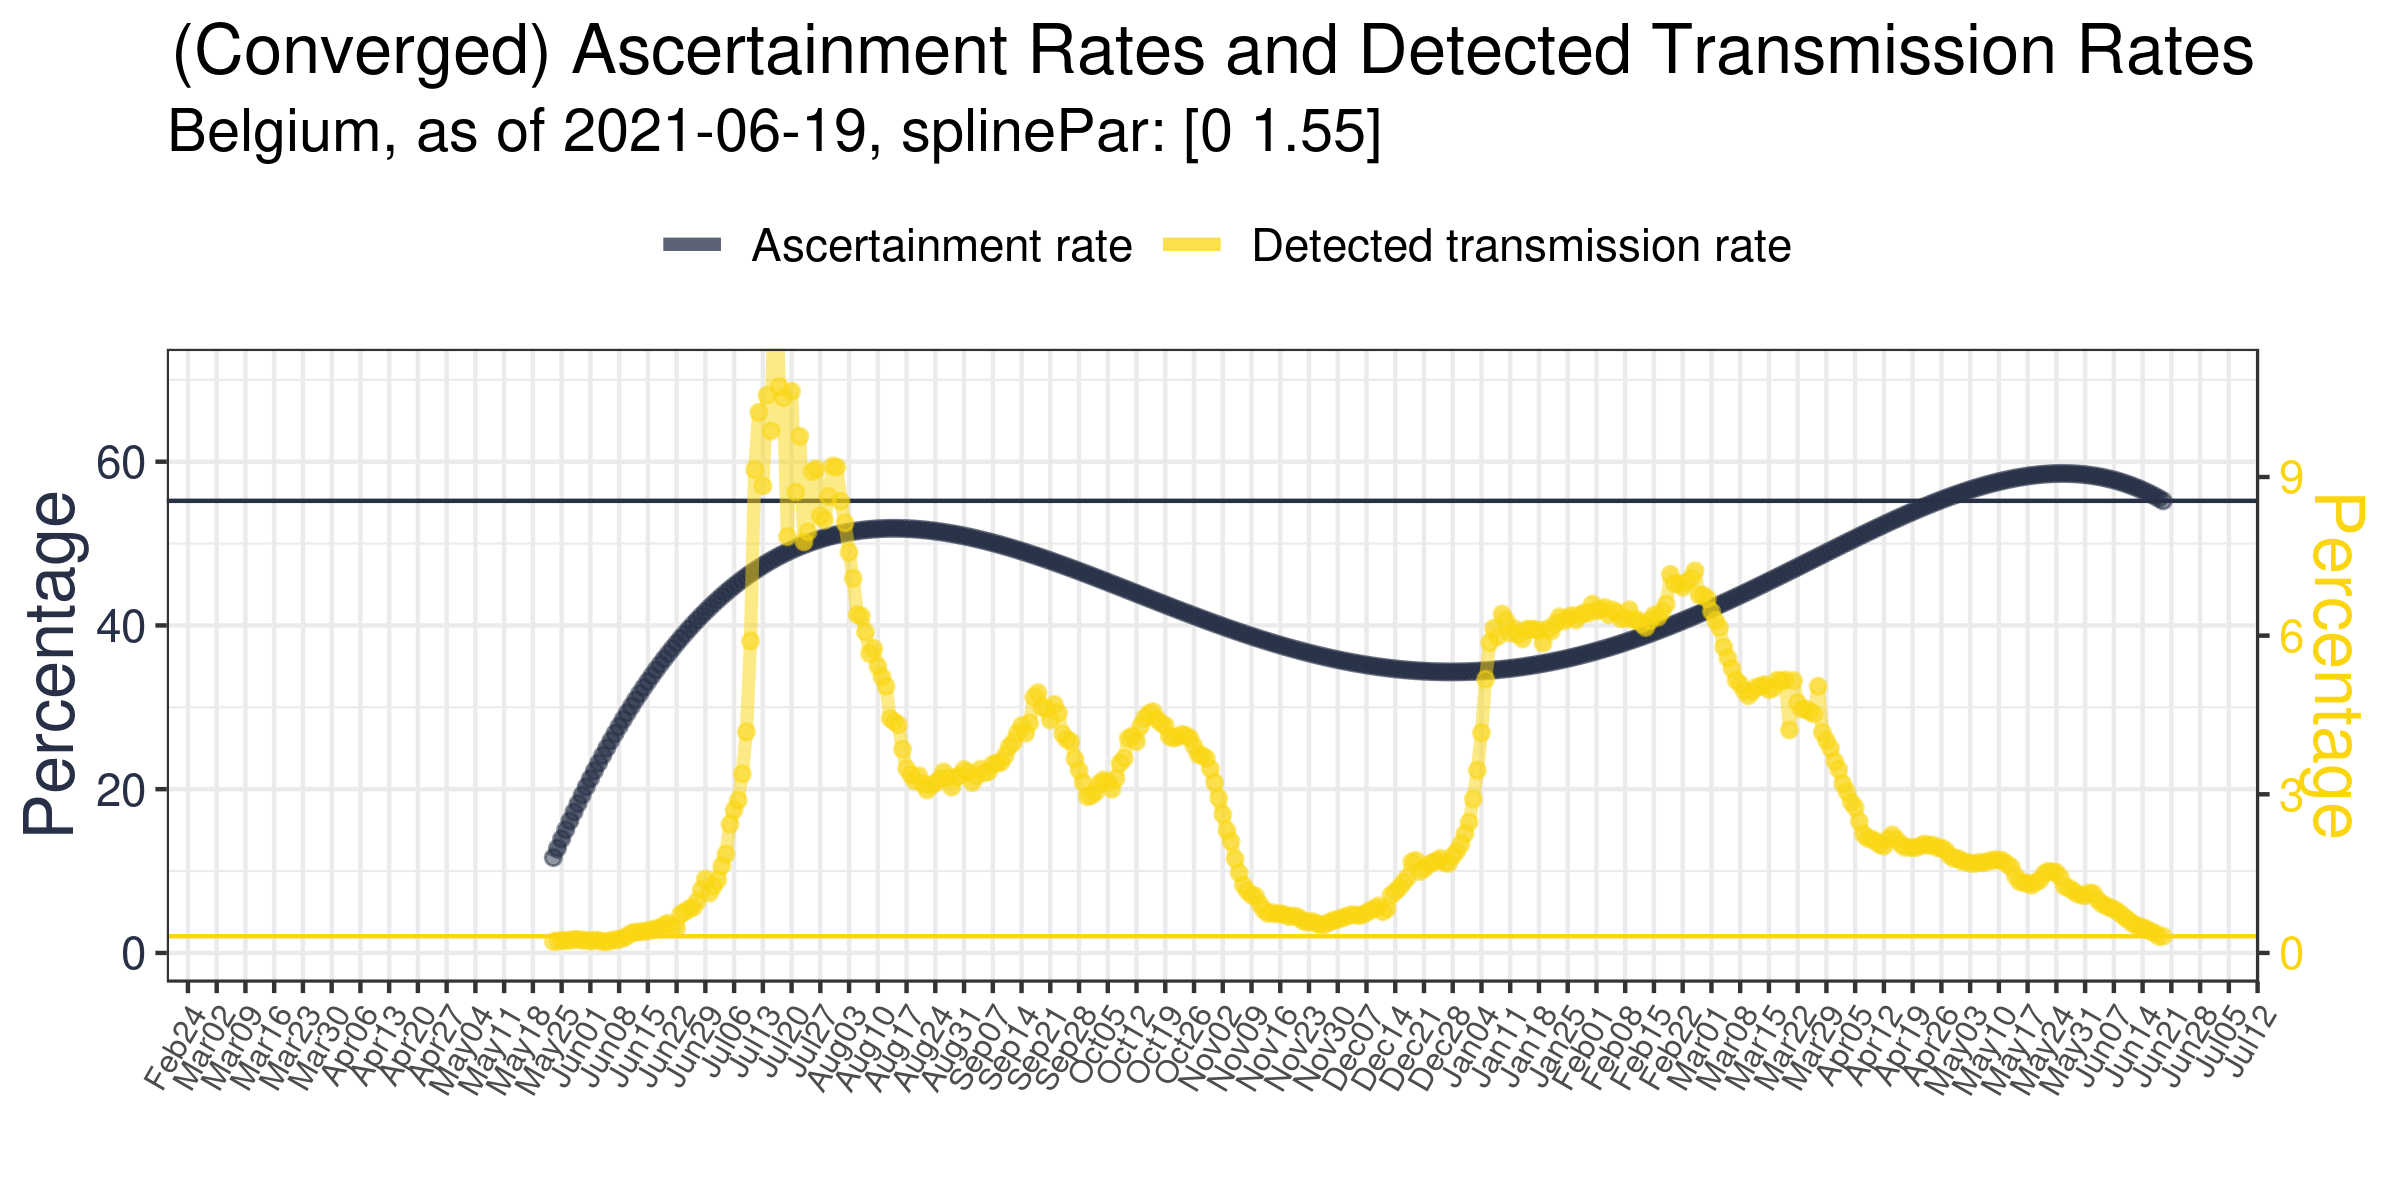 (Converged) Ascertainment Rates and Detected Transmission Rates
Belgium, as of 2021-06-19, splinePar: [0 1.55]
Ascertainment rate
Detected transmission rate
Percentage
60
40
20
0
9
6
3
0
Percentage
Feb24
Mar02
Mar09
Mar16
Mar23
Mar30
Apr06
Apr13
Apr20
Apr27
May04
May11
May18
May25
Jun01
Jun08
Jun15
Jun22
Jun29
Jul06
Jul13
Jul20
Jul27
Aug03
Aug10
Aug17
Aug24
Aug31
Sep07
Sep14
Sep21
Sep28
Oct05
Oct12
Oct19
Oct26
Nov02
Nov09
Nov16
Nov23
Nov30
Dec07
Dec14
Dec21
Dec28
Jan04
Jan11
Jan18
Jan25
Feb01
Feb08
Feb15
Feb22
Mar01
Mar08
Mar15
Mar22
Mar29
Apr05
Apr12
Apr19
Apr26
May03
May10
May17
May24
May31
Jun07
Jun14
Jun21
Jun28
Jul05
Jul12